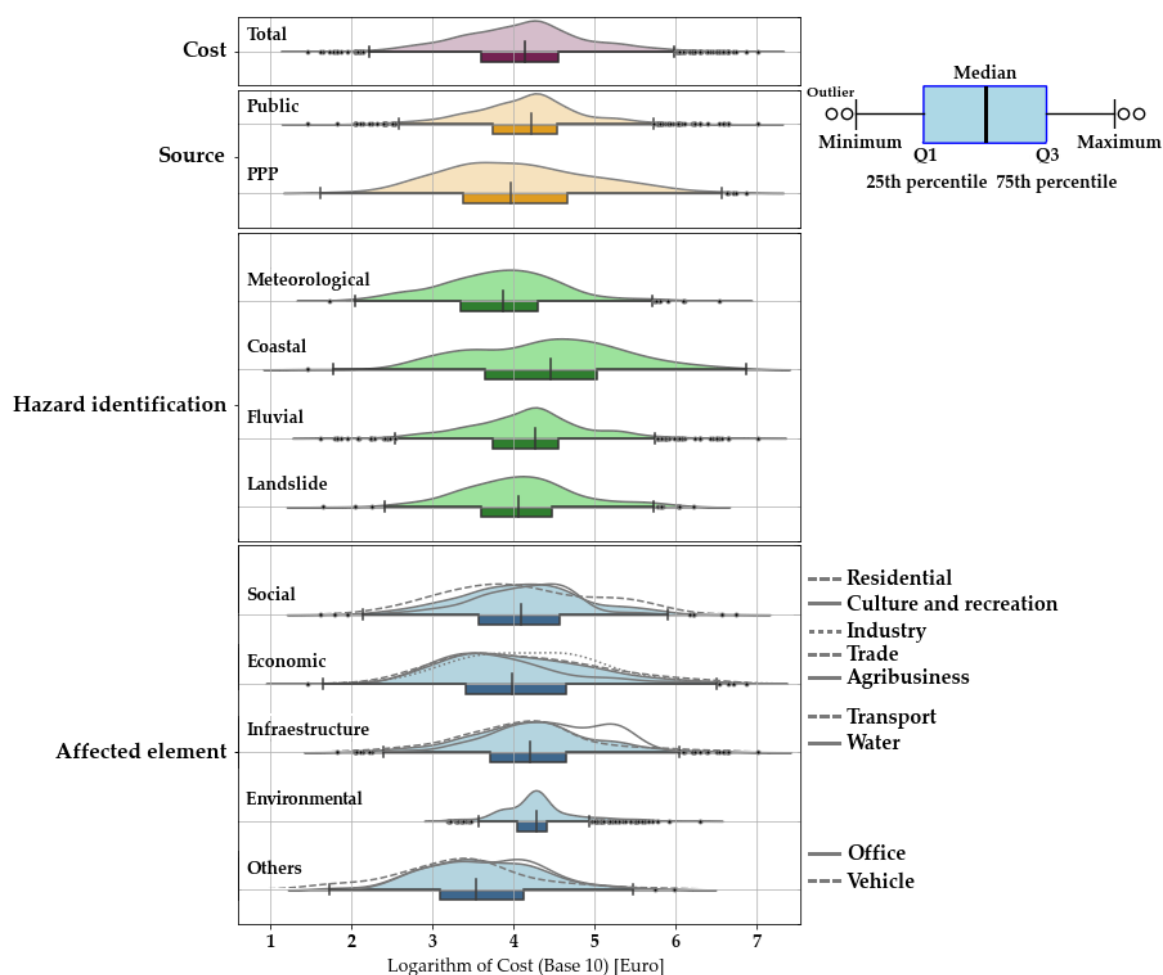 Cost
Total
Source
Public
PPP
Median
Outlier
Minimum
Maximum
Q1
Q3
25th percentile
75th percentile
Hazard identification
Meteorological
Coastal
Fluvial
Landslide
Affected element
Social
Economic
Infraestructure
Environmental
Others
Residential
Culture and recreation
Industry
Trade
Agribusiness
Transport
Water
Office
Vehicle
1 2 3 4 5 6 7
Logarithm of Cost (Base 10) [Euro]